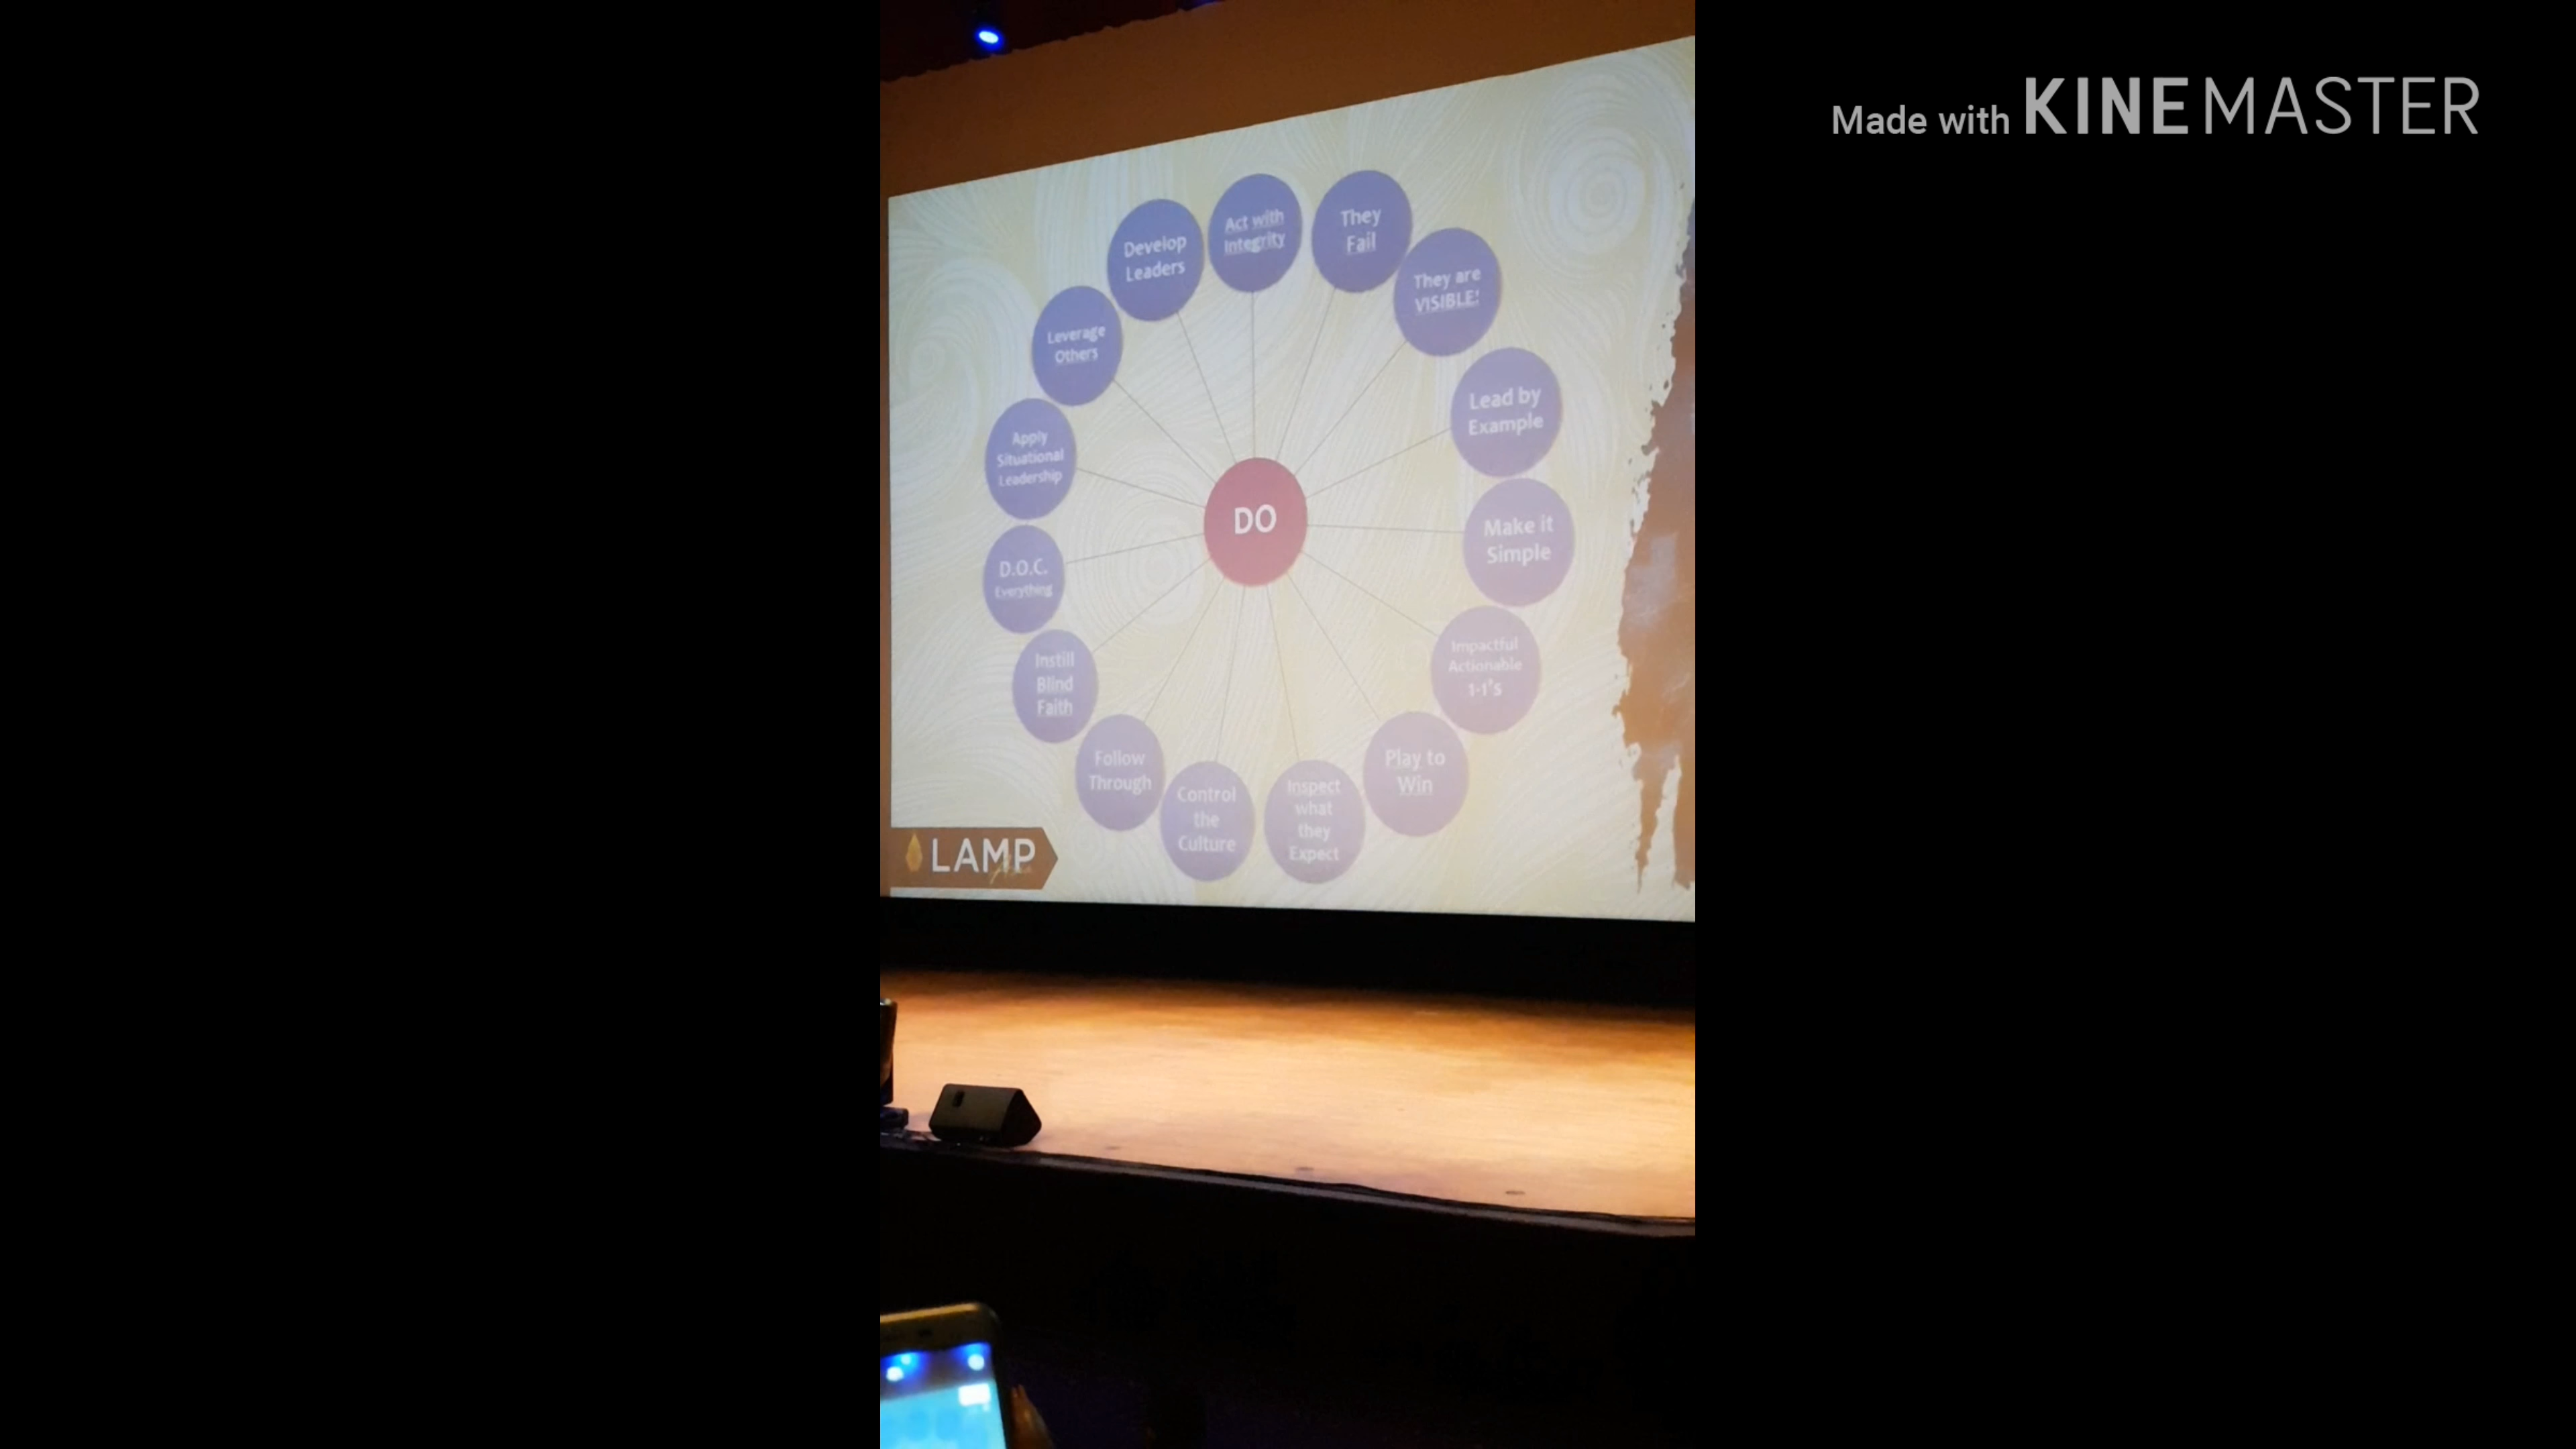 Made with KINEMASTER
Act with
Integrity
They
Fail
They are
VISIBLE!
Lead by
Example
Make it
Simple
Impactful
Actionable
1-1's
Play to
Win
Inspect
what
they
Expect
Control
the
Culture
Follow
Through
Instill
Blind
Faith
D.O.C.
Everything
Apply
Situational
Leadership
Leverage
Others
Develop
Leaders
DO
LAMP